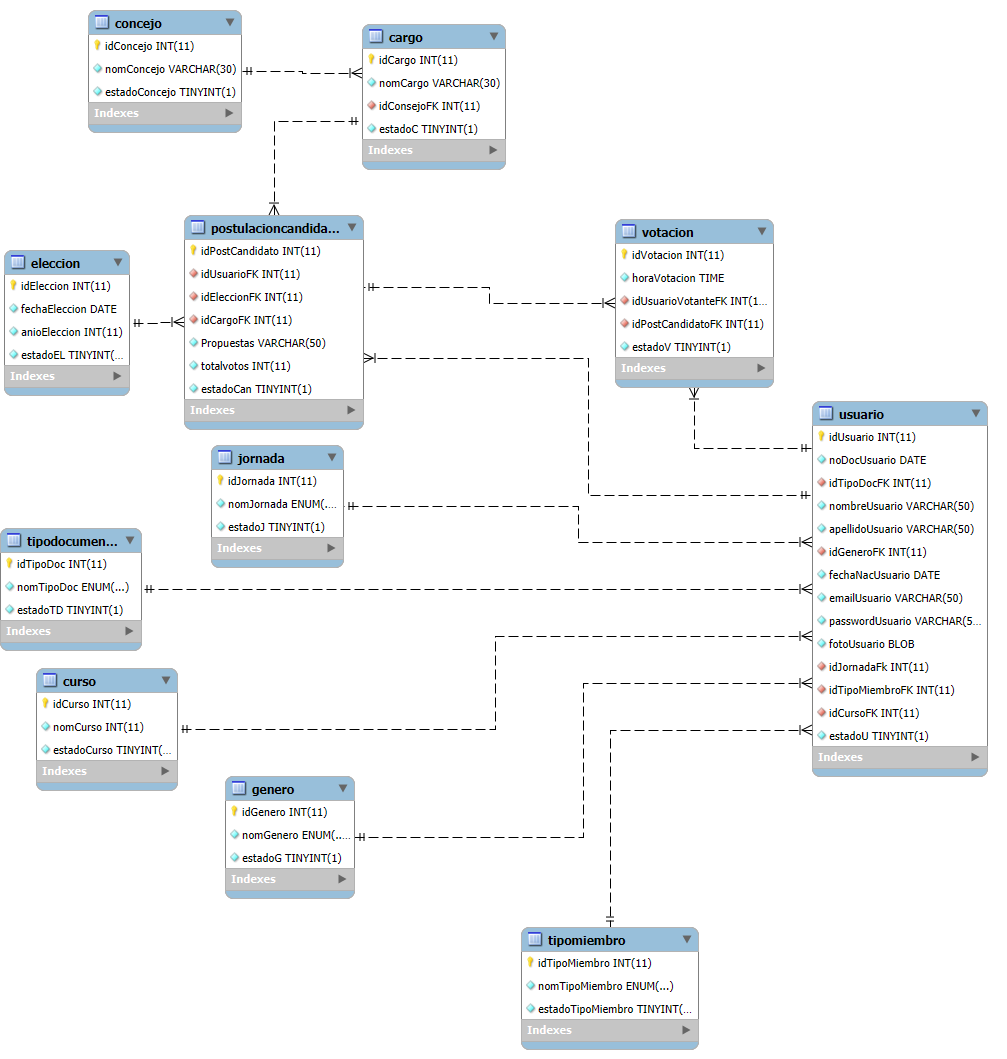 concejo
idConcejo INT(11)
nomConcejo VARCHAR(30)
estadoConcejo TINYINT(1)
Indexes
cargo
idCargo INT(11)
nomCargo VARCHAR(30)
idConsejoFK INT(11)
estadoC TINYINT(1)
Indexes
postulacioncandida...
idPostCandidato INT(11)
idUsuarioFK INT(11)
idEleccionFK INT(11)
idCargoFK INT(11)
Propuestas VARCHAR(50)
totalvotos INT(11)
estadoCan TINYINT(1)
Indexes
votacion
idVotacion INT(11)
horaVotacion TIME
idUsuarioVotanteFK INT(1...
idPostCandidatoFK INT(11)
estadoV TINYINT(1)
Indexes
eleccion
idEleccion INT(11)
fechaEleccion DATE
anioEleccion INT(11)
estadoEL TINYINT(...
Indexes
usuario
idUsuario INT(11)
noDocUsuario DATE
idTipoDocFK INT(11)
nombreUsuario VARCHAR(50)
apellidoUsuario VARCHAR(50)
idGeneroFK INT(11)
fechaNacUsuario DATE
emailUsuario VARCHAR(50)
passwordUsuario VARCHAR(5...
fotoUsuario BLOB
idJornadaFk INT(11)
idTipoMiembroFK INT(11)
idCursoFK INT(11)
estadoU TINYINT(1)
Indexes
jornada
idJornada INT(11)
nomJornada ENUM(....
estadoJ TINYINT(1)
Indexes
tipodocumen...
idTipoDoc INT(11)
nomTipoDoc ENUM(...)
estadoTD TINYINT(1)
Indexes
curso
idCurso INT(11)
nomCurso INT(11)
estadoCurso TINYINT(...
Indexes
genero
idGenero INT(11)
nomGenero ENUM(.....
estadoG TINYINT(1)
Indexes
tipomiembro
idTipoMiembro INT(11)
nomTipoMiembro ENUM(...)
estadoTipoMiembro TINYINT(...
Indexes